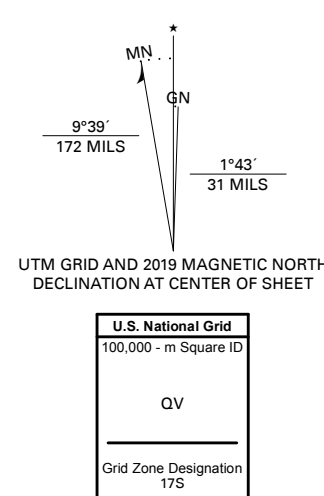 ★
MN
GN
9°39´
172 MILS
1°43´
31 MILS
UTM GRID AND 2019 MAGNETIC NORTH
DECLINATION AT CENTER OF SHEET
U.S. National Grid
100,000 - m Square ID
QV
Grid Zone Designation
17S